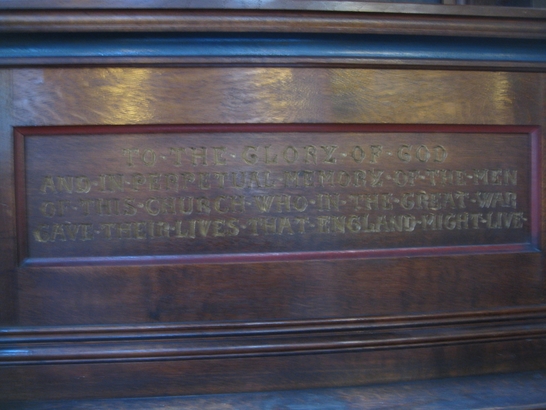 TO·THE·GLORY·OF·GOD
AND·IN·PERPETUAL·MEMORY·OF·THE·MEN
OF·THIS·CHURCH·WHO·IN·THE·GREAT·WAR
GAVE·THEIR·LIVES·THAT·ENGLAND·MIGHT·LIVE·